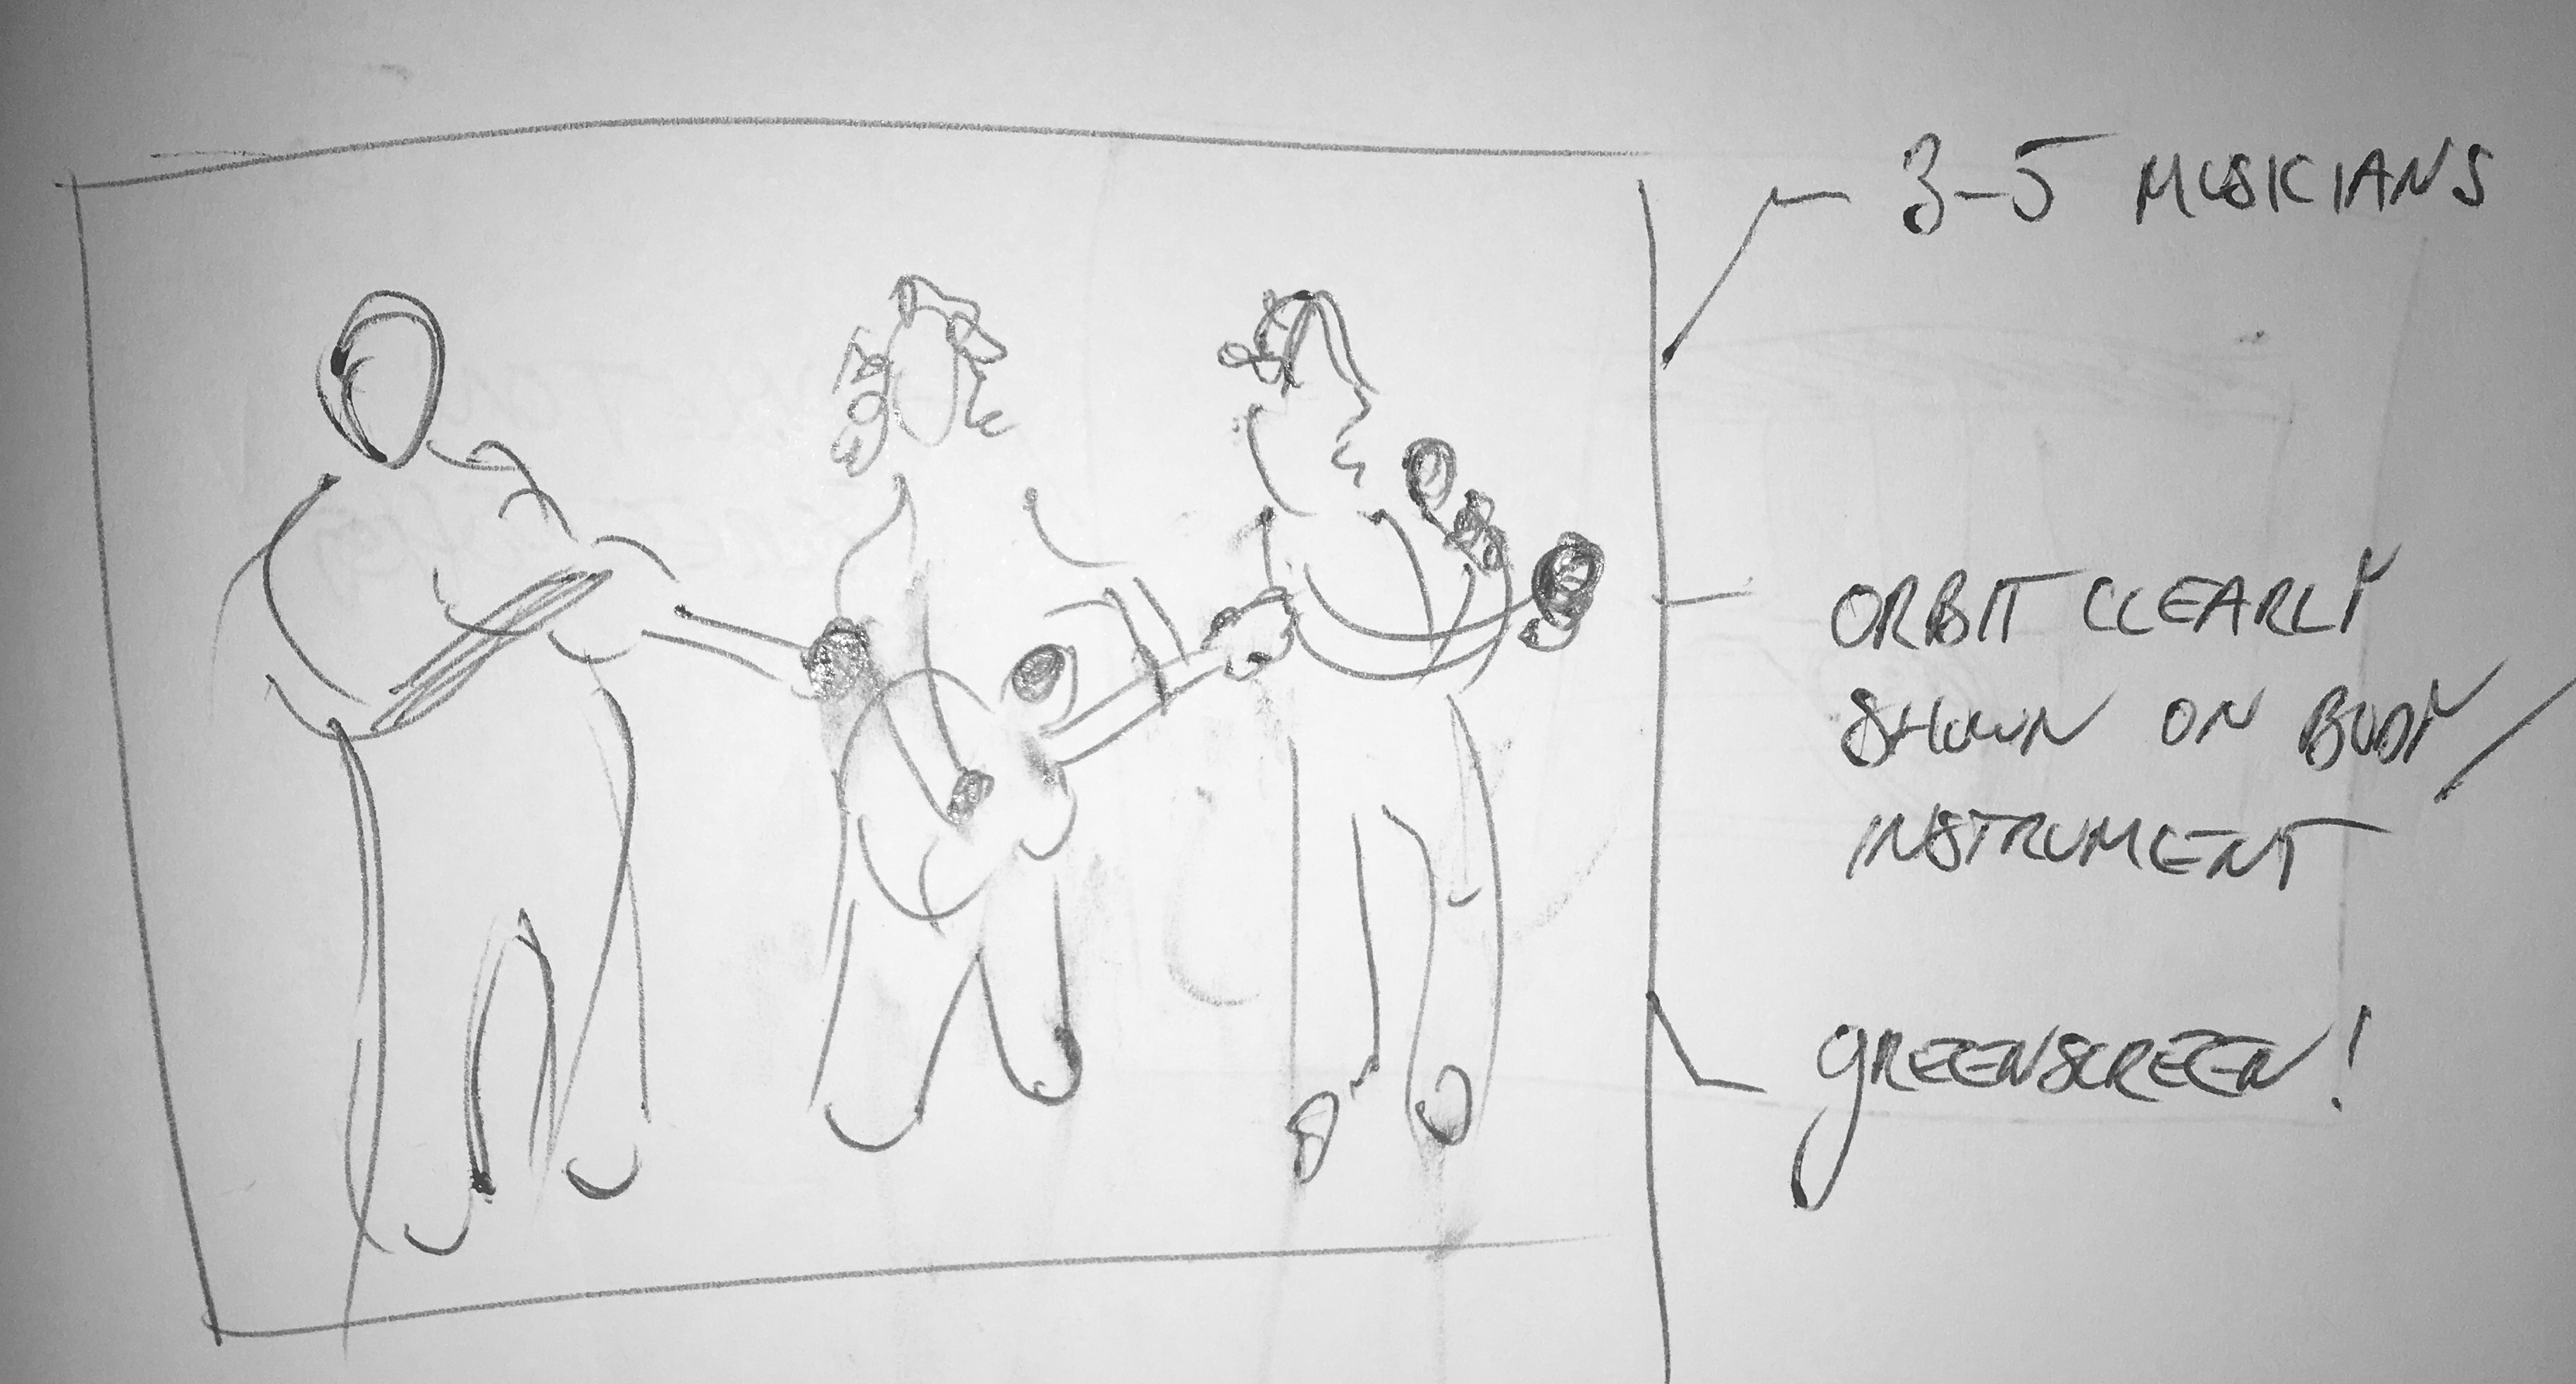 3-5 MUSICIANS
ORBIT CLEARLY
SHOWN ON BODY/
INSTRUMENT
GREENSCREEN!